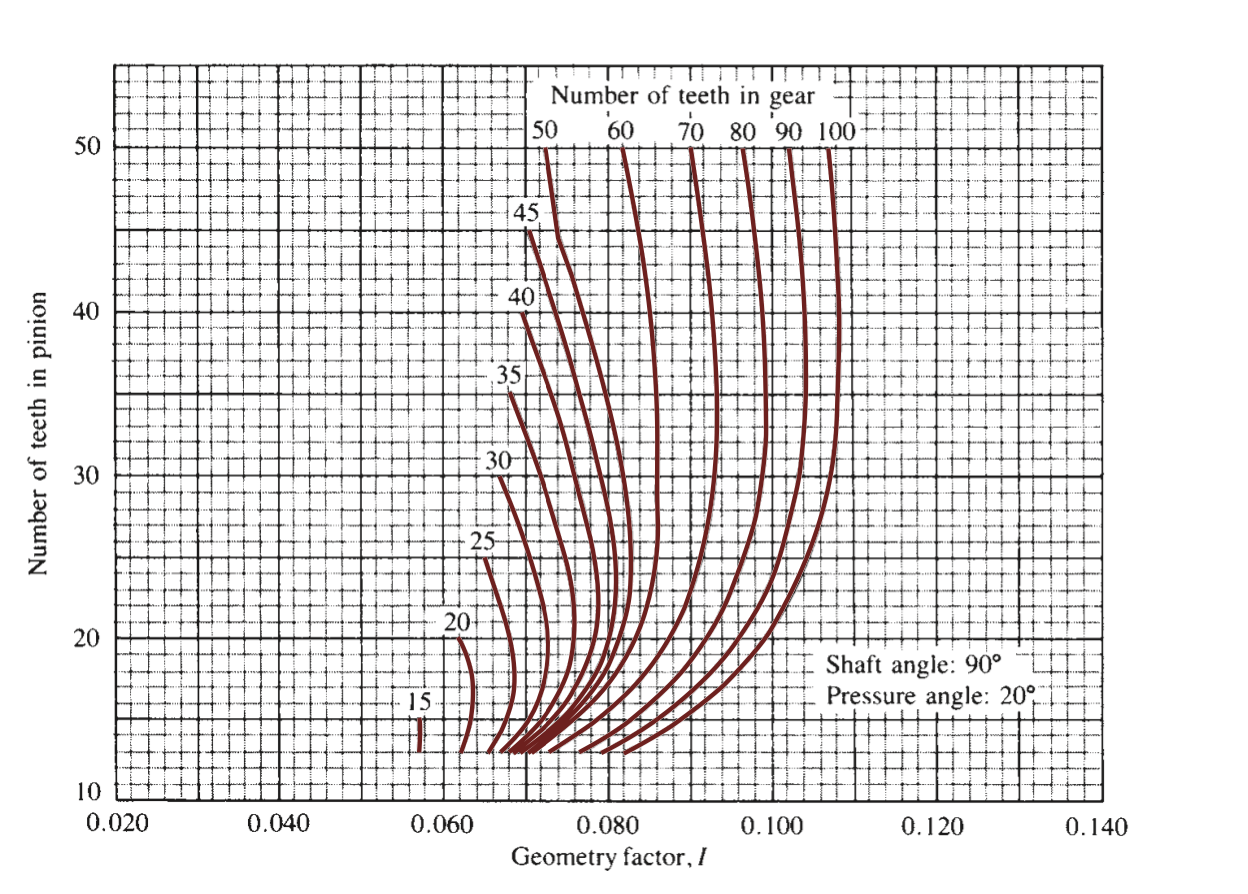 Number of teeth in gear
50 60 70 80 90 100
50
45
40
40
35
30
30
25
20
20
Shaft angle: 90°
Pressure angle: 20°
15
10
0.020 0.040 0.060 0.080 0.100 0.120 0.140
Geometry factor, I
Number of teeth in pinion